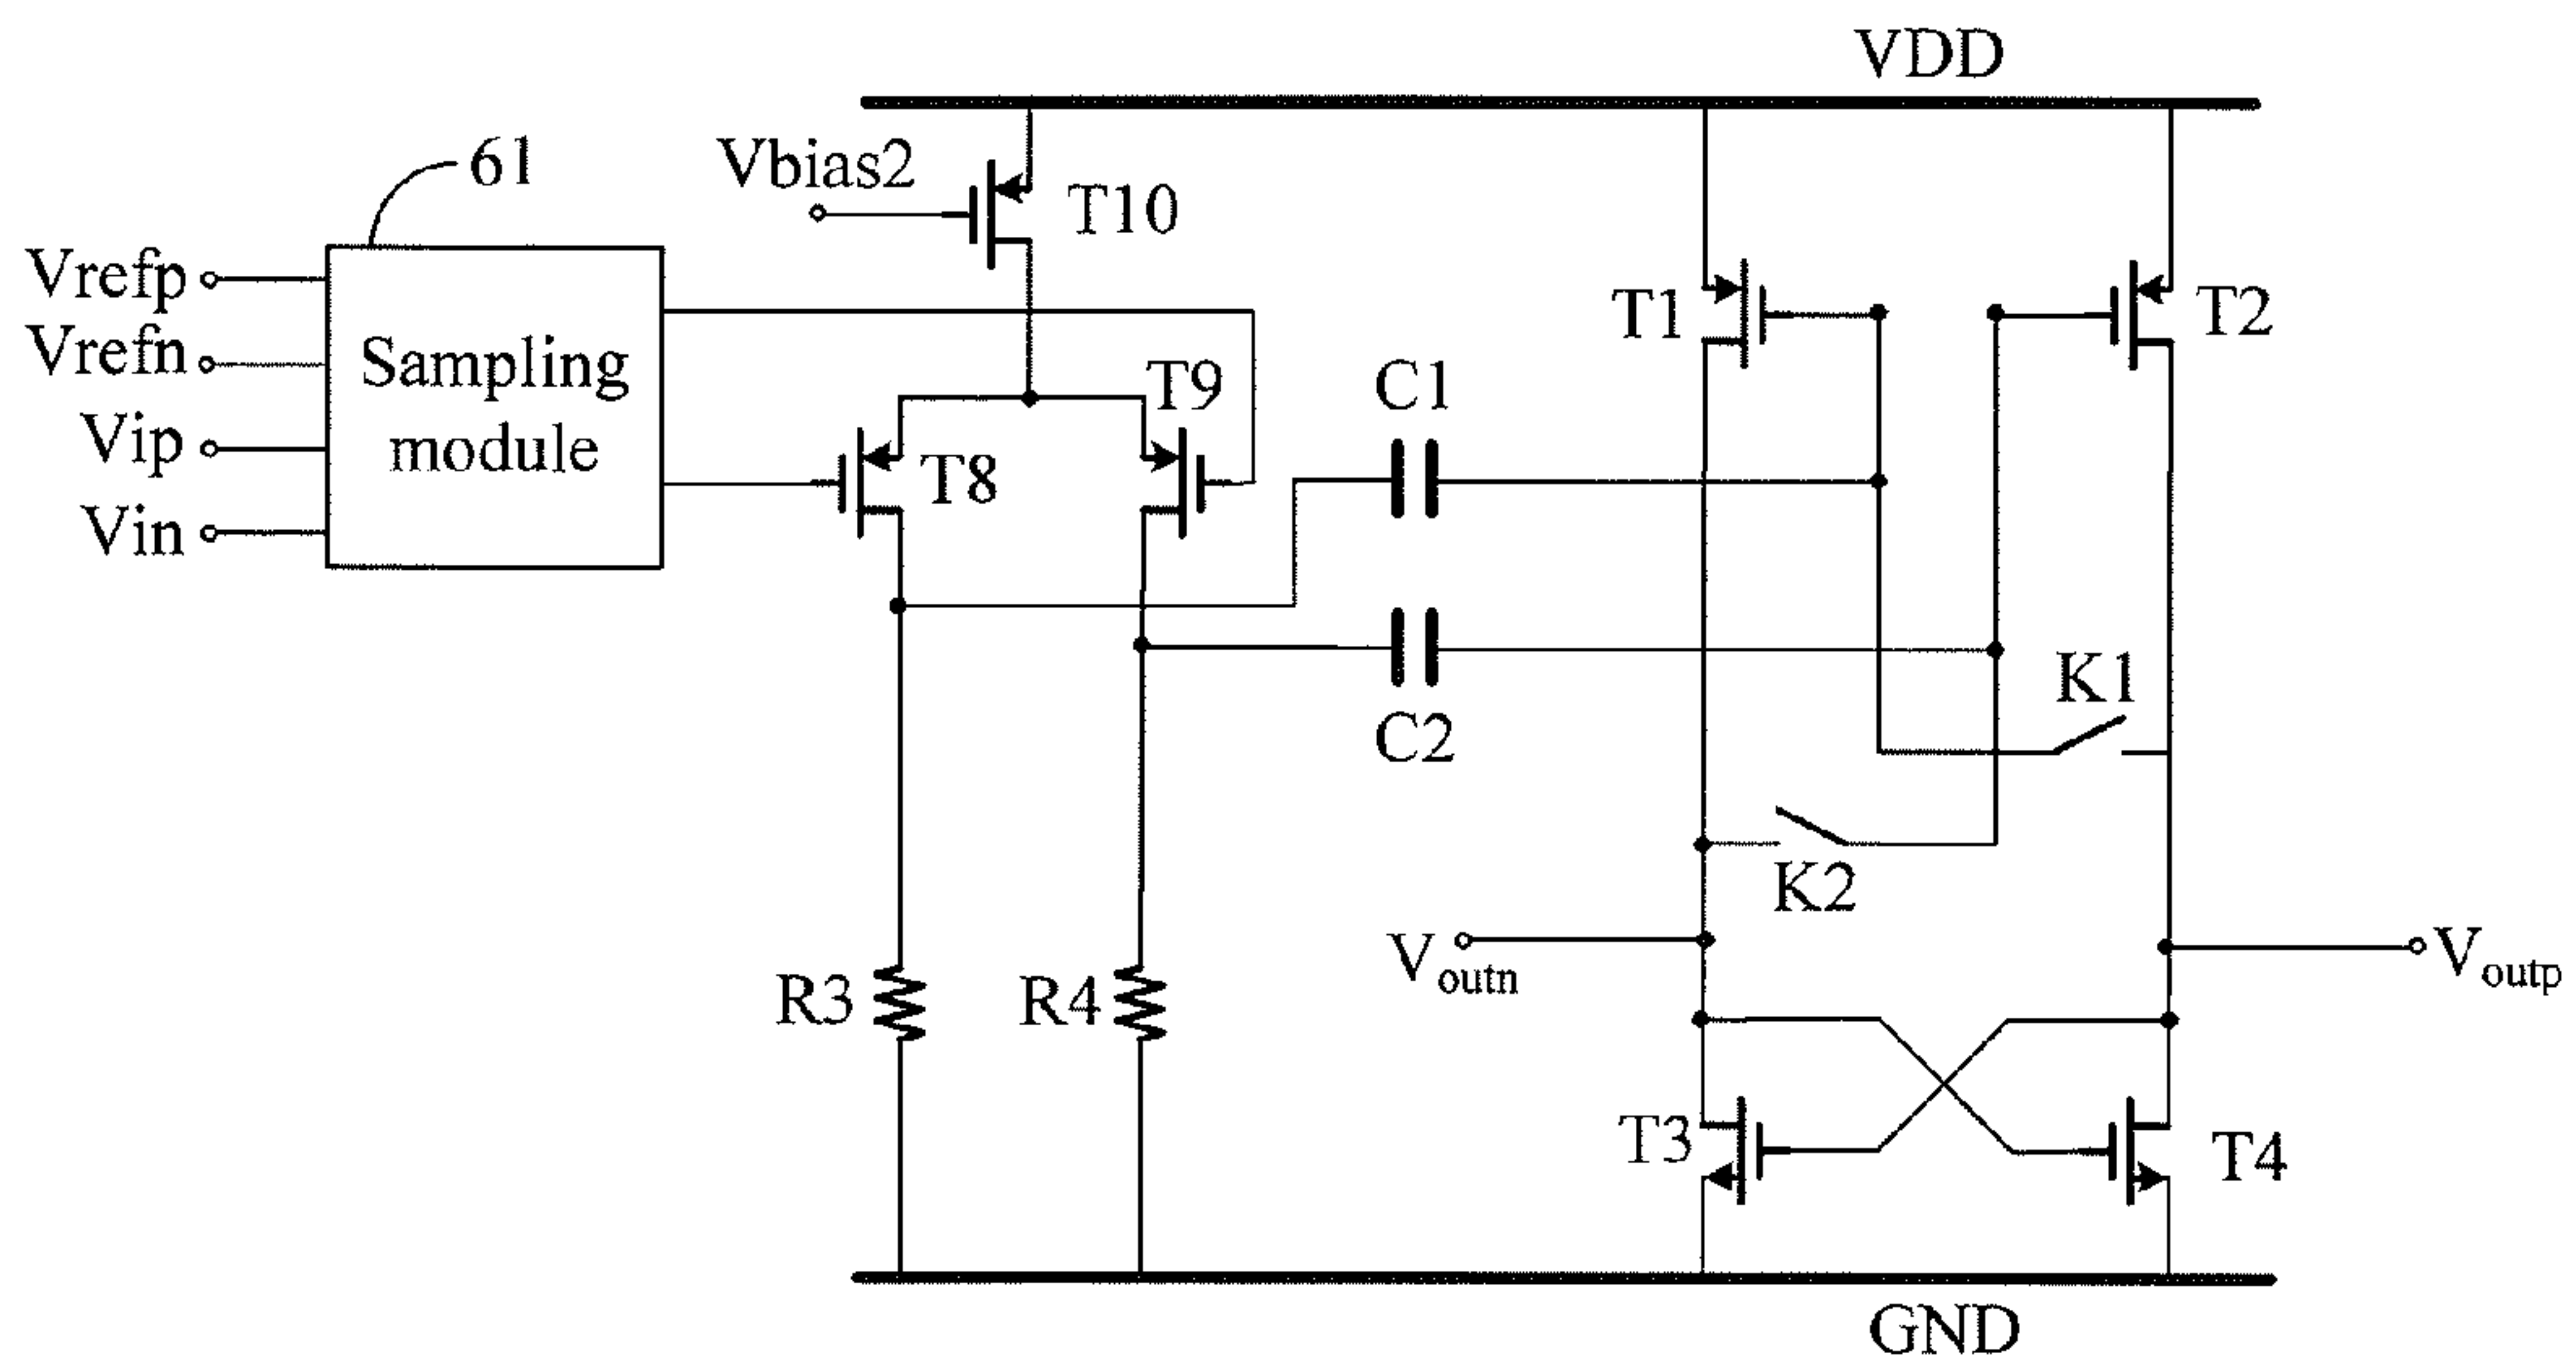 VDD
61
Vbias2
T10
Vrefp
Vrefn
Vip
Vin
Sampling
module
T8
T9
C1
C2
T1
T2
K1
K2
R3
R4
Voutn
Voutp
T3
T4
GND